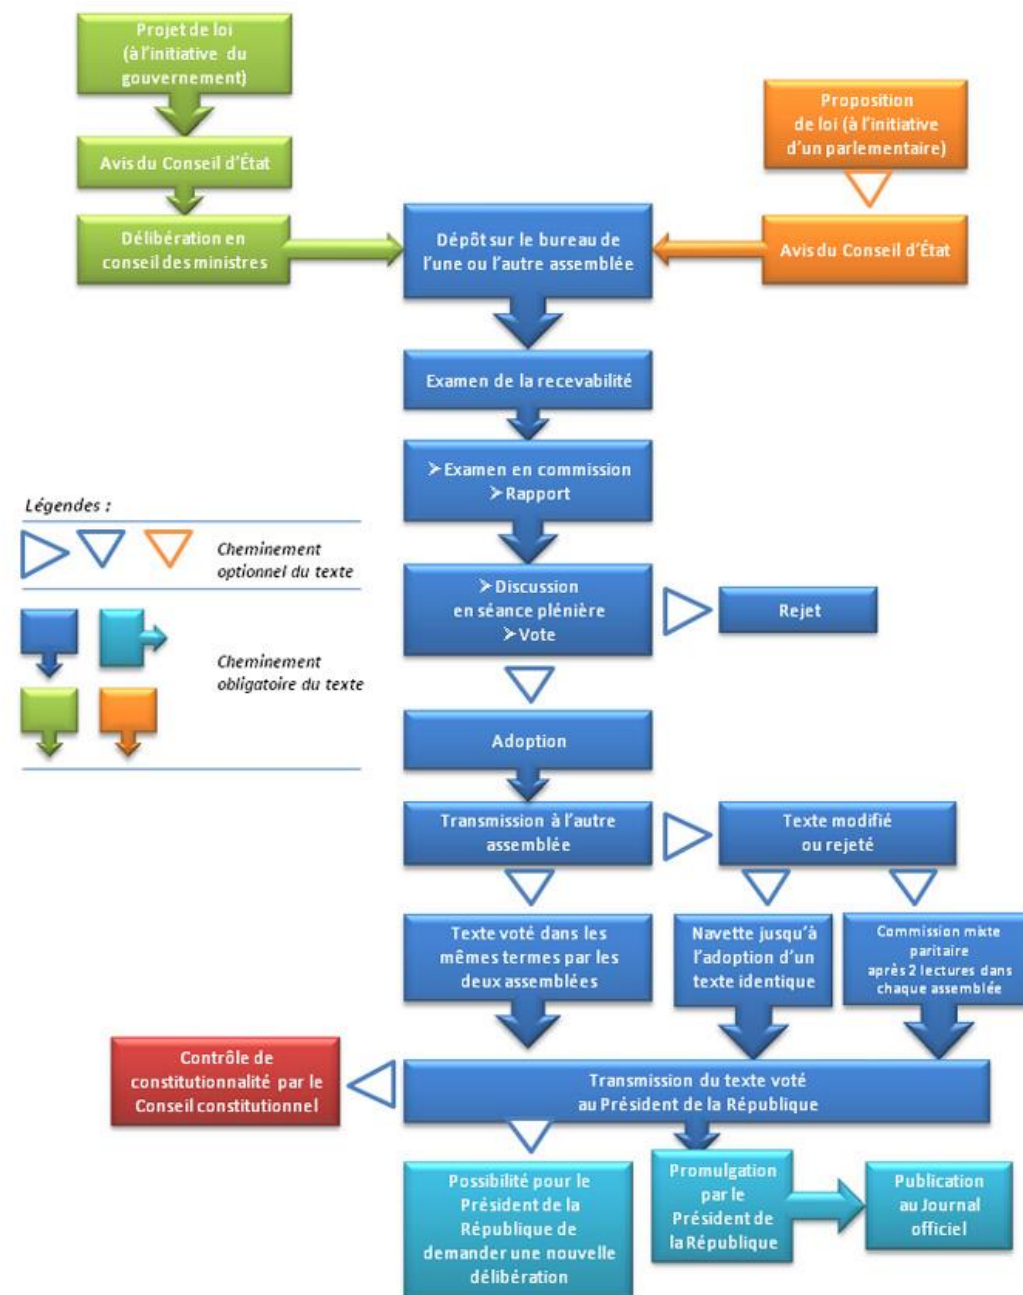 Projet de loi
(à l'initiative du
gouvernement)
Proposition
de loi (à l'initiative
d'un parlementaire)
Avis du Conseil d'État
Délibération en
conseil des ministres
Dépôt sur le bureau de
l'une ou l'autre assemblée
Avis du Conseil d'État
Examen de la recevabilité
➢ Examen en commission
➢ Rapport
Légendes :
Cheminement
optionnel du texte
Cheminement
obligatoire du texte
➢ Discussion
en séance plénière
➢ Vote
Rejet
Adoption
Transmission à l'autre
assemblée
Texte modifié
ou rejeté
Texte voté dans les
mêmes termes par les
deux assemblées
Navette jusqu'à
l'adoption d'un
texte identique
Commission mixte
paritaire
après 2 lectures dans
chaque assemblée
Contrôle de
constitutionnalité par le
Conseil constitutionnel
Transmission du texte voté
au Président de la République
Possibilité pour le
Président de la
République de
demander une nouvelle
délibération
Promulgation
par le
Président de
la République
Publication
au Journal
officiel